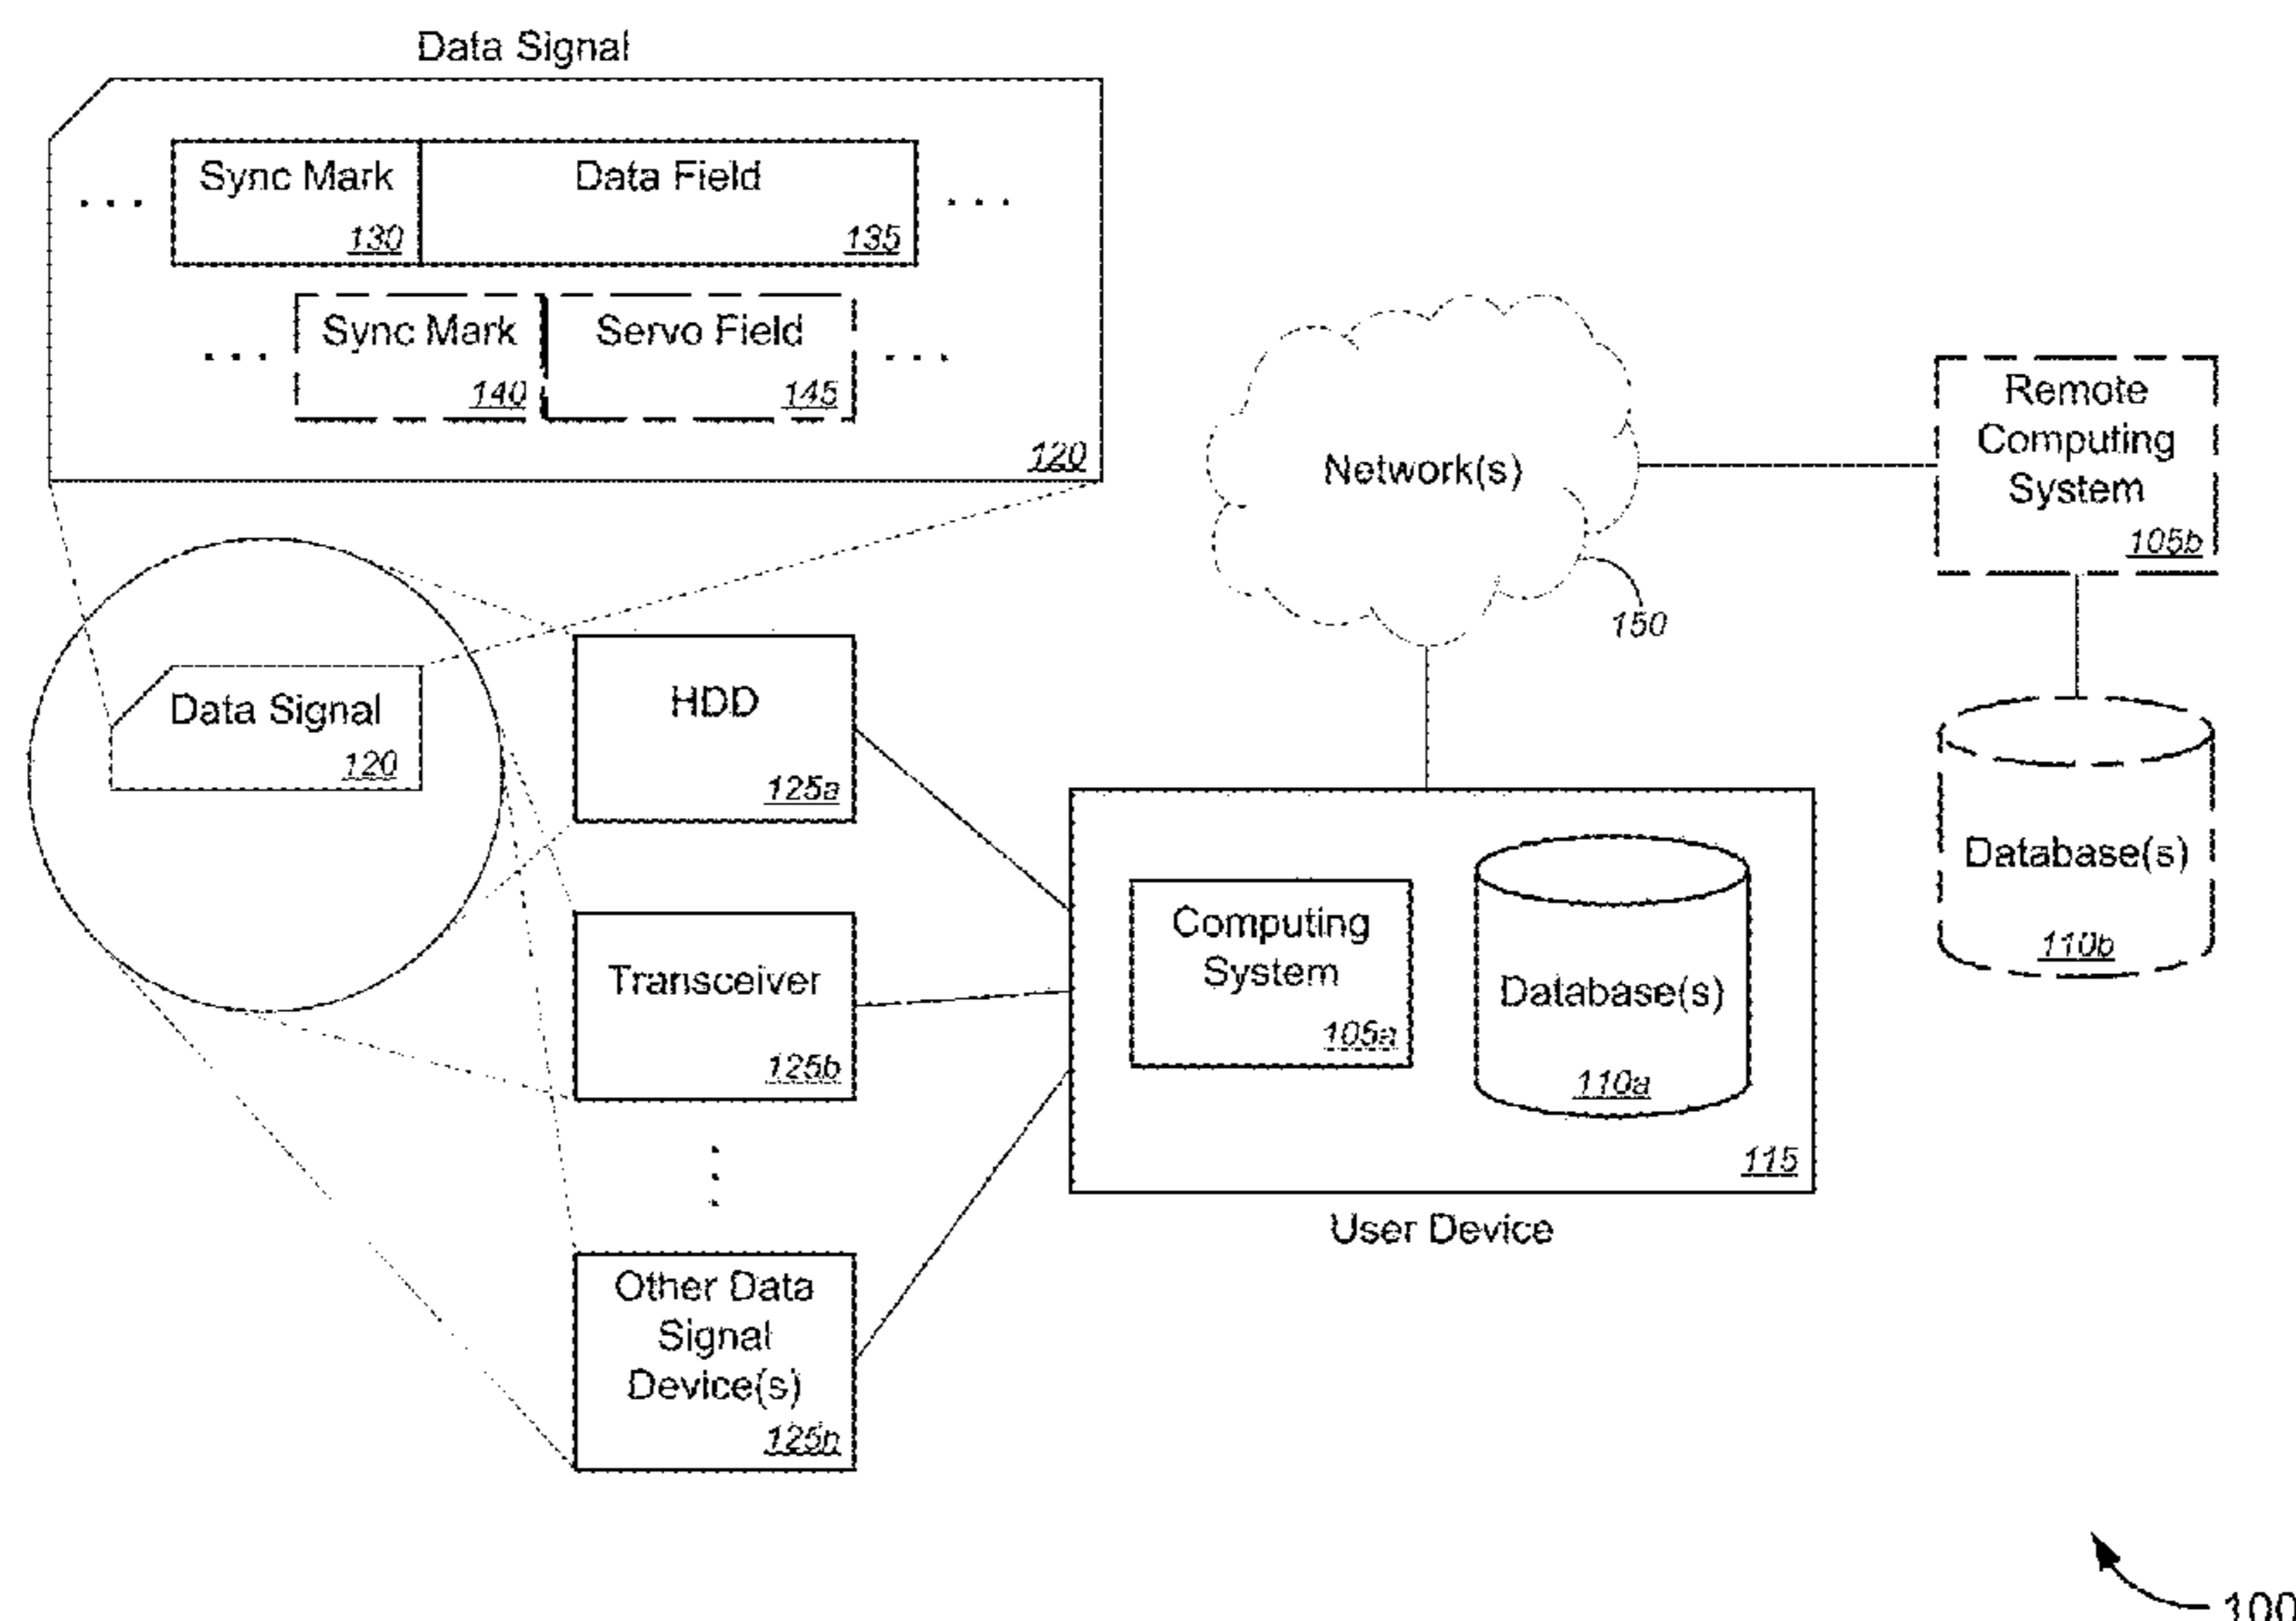 Data Signal
... Sync Mark Data Field ...
130 135
... Sync Mark Servo Field ...
140 145
120
Data Signal
120
HDD
125a
Transceiver
125b
Other Data
Signal
Device(s)
125n
Network(s)
150
Remote
Computing
System
105b
Database(s)
110b
Computing
System
105a
Database(s)
110a
115
User Device
100